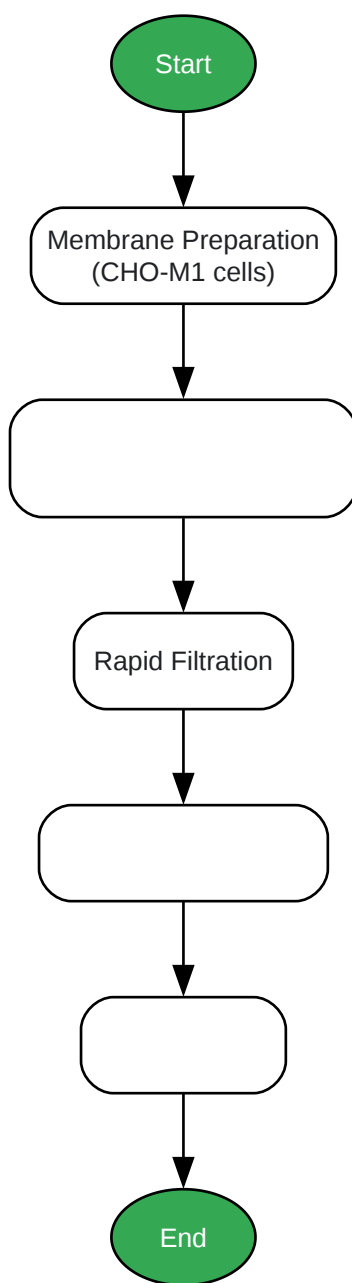 Start
Membrane Preparation
(CHO-M1 cells)
Rapid Filtration
End